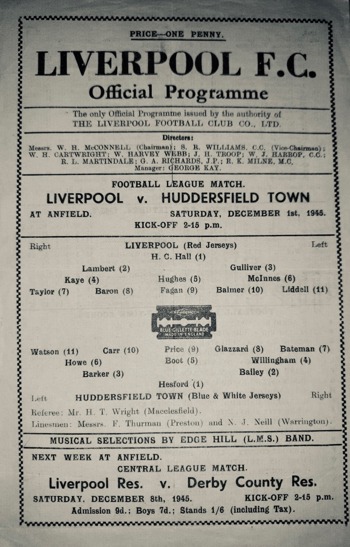 PRICE—ONE PENNY.
LIVERPOOL F.C.
Official Programme
The only Official Programme issued by the authority of
THE LIVERPOOL FOOTBALL CLUB CO., LTD.
Directors:
Messrs. W. H. McCONNELL (Chairman); S. R. WILLIAMS, C.C. (Vice-Chairman);
W. H. CARTWRIGHT; W. HARVEY WEBB; J. H. TROOP; W. J. HARROP, C.C.;
R. L. MARTINDALE; G. A. RICHARDS, J.P.; R. K. MILNE, M.C.
Manager: GEORGE KAY.
FOOTBALL LEAGUE MATCH.
LIVERPOOL v. HUDDERSFIELD TOWN
AT ANFIELD. SATURDAY, DECEMBER 1st, 1945.
KICK-OFF 2-15 p.m.
Right LIVERPOOL (Red Jerseys) Left
H. C. Hall (1)
Lambert (2) Gulliver (3)
Kaye (4) Hughes (5) McInnes (6)
Taylor (7) Baron (8) Fagan (9) Balmer (10) Liddell (11)
BLUE GILLETTE BLADE
MADE IN ENGLAND
Watson (11) Carr (10) Price (9) Glazzard (8) Bateman (7)
Howe (6) Boot (5) Willingham (4)
Barker (3) Bailey (2)
Hesford (1)
Left HUDDERSFIELD TOWN (Blue & White Jerseys) Right
Referee: Mr. H. T. Wright (Macclesfield).
Linesmen: Messrs. F. Thurman (Preston) and N. J. Neill (Warrington).
MUSICAL SELECTIONS BY EDGE HILL (L.M.S.) BAND.
NEXT WEEK AT ANFIELD.
CENTRAL LEAGUE MATCH.
Liverpool Res. v. Derby County Res.
SATURDAY, DECEMBER 8th, 1945. KICK-OFF 2-15 p.m.
Admission 9d.; Boys 7d.; Stands 1/6 (including Tax).